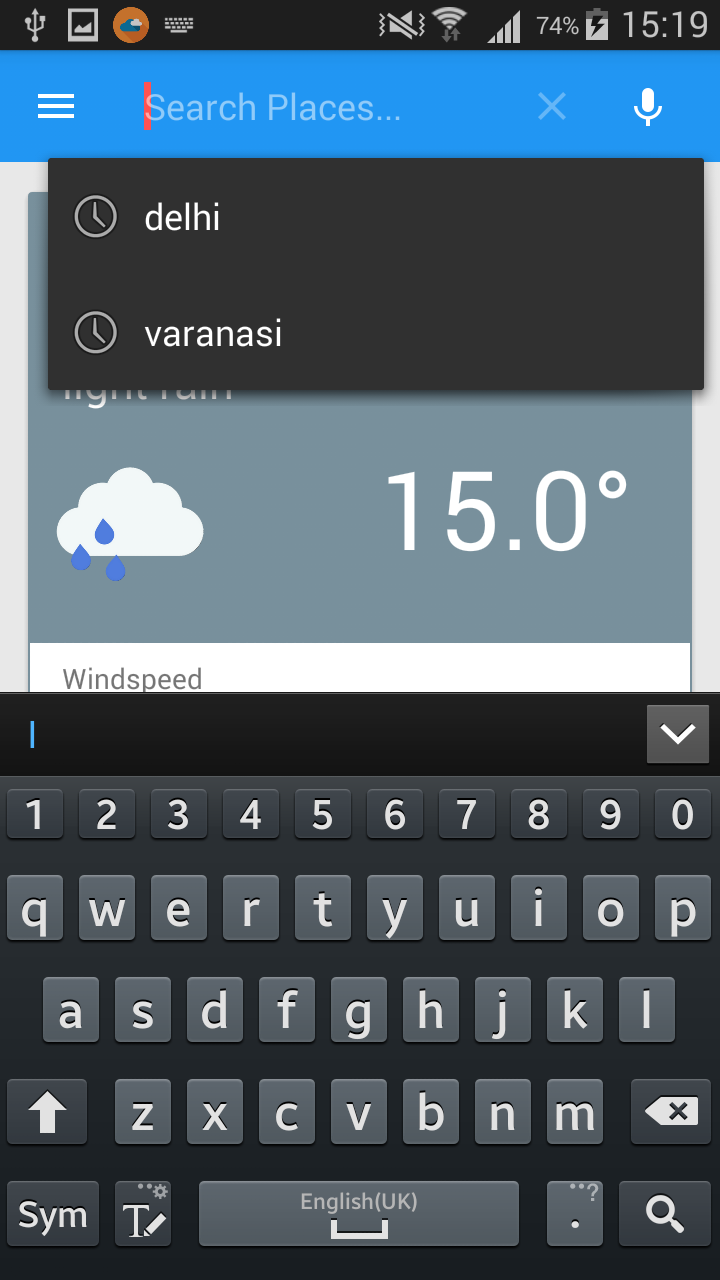 74% 15:19
Search Places...
delhi
varanasi
light rain
15.0°
Windspeed
1 2 3 4 5 6 7 8 9 0
q w e r t y u i o p
a s d f g h j k l
z x c v b n m
English(UK)
Sym T . ?